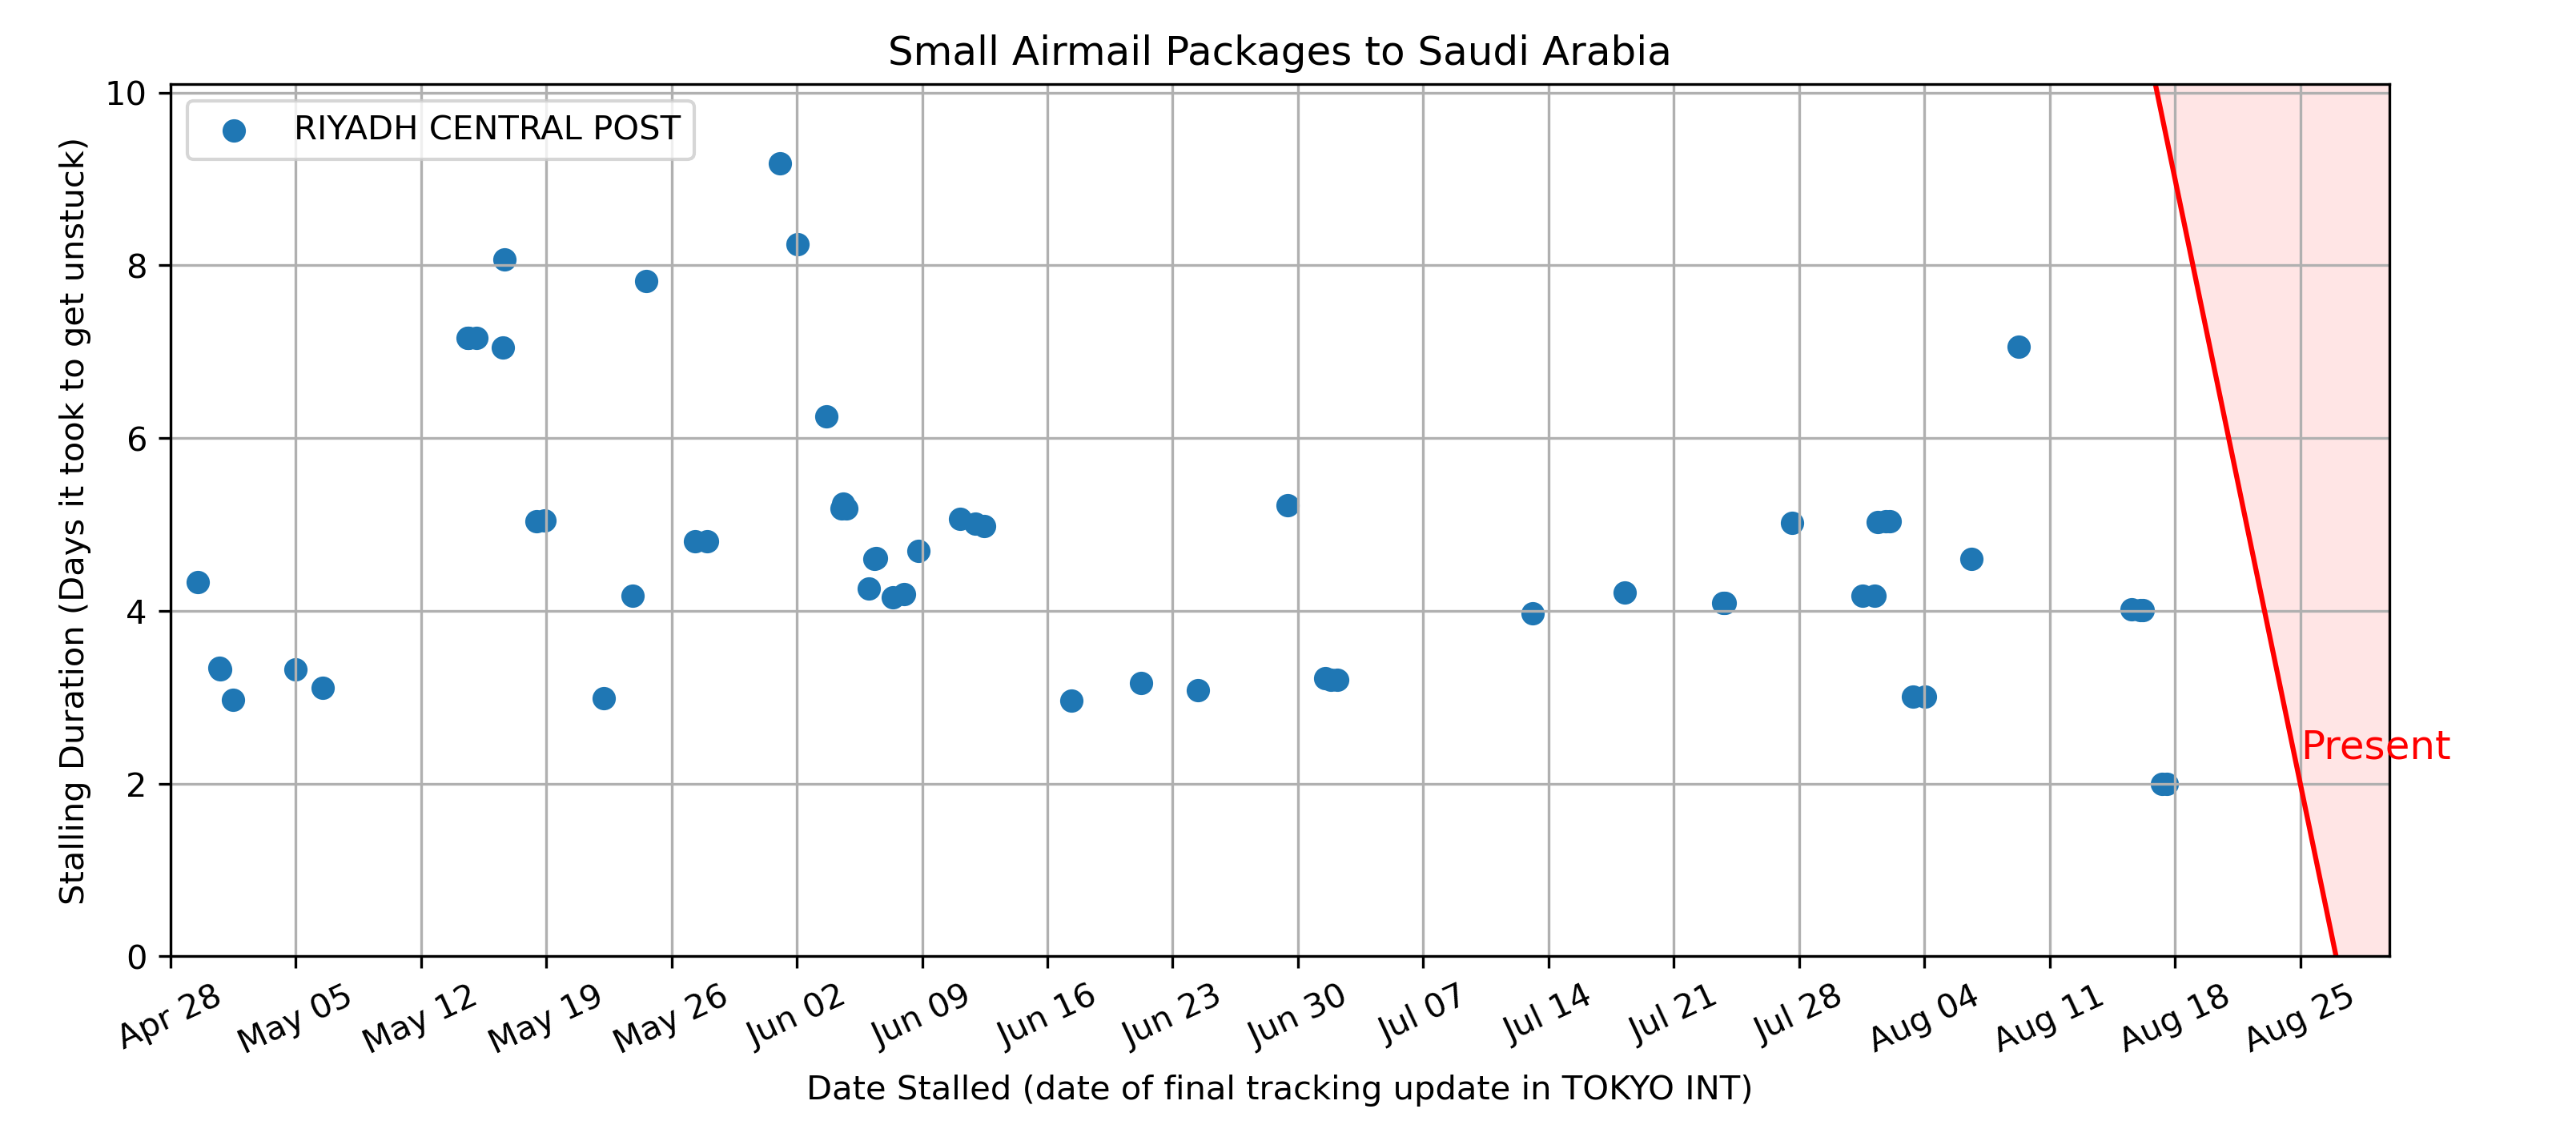 Small Airmail Packages to Saudi Arabia
RIYADH CENTRAL POST
Stalling Duration (Days it took to get unstuck)
10
8
6
4
2
0
Present
Apr 28
May 05
May 12
May 19
May 26
Jun 02
Jun 09
Jun 16
Jun 23
Jun 30
Jul 07
Jul 14
Jul 21
Jul 28
Aug 04
Aug 11
Aug 18
Aug 25
Date Stalled (date of final tracking update in TOKYO INT)